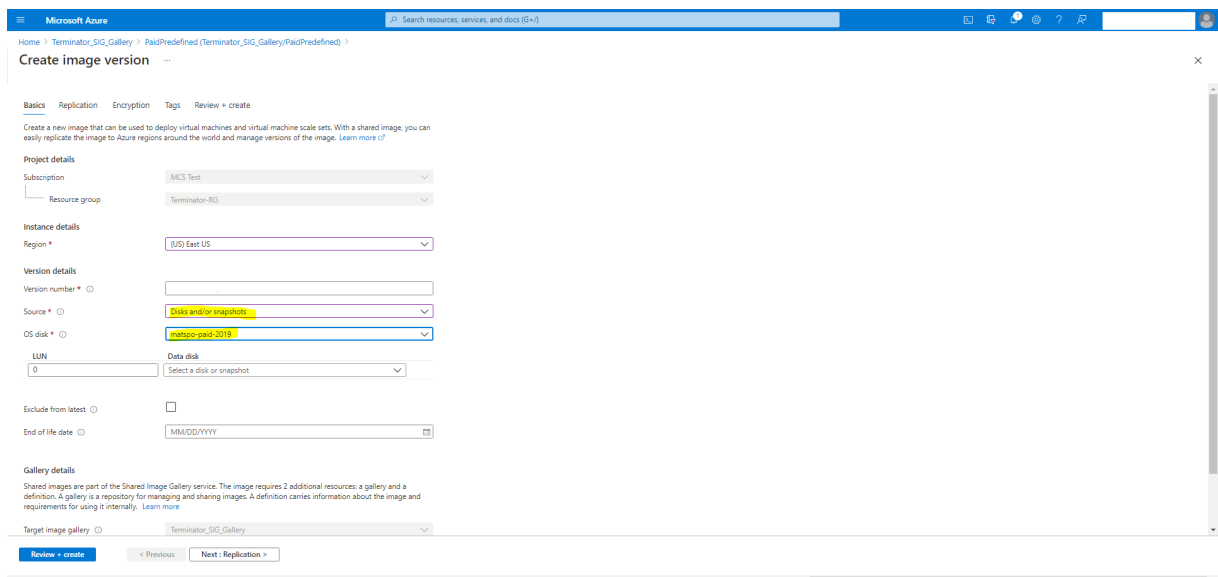 Microsoft Azure
Search resources, services, and docs (G+/)
Home > Terminator_SIG_Gallery > PaidPredefined (Terminator_SIG_Gallery/PaidPredefined) >
Create image version ...
Basics Replication Encryption Tags Review + create
Create a new image that can be used to deploy virtual machines and virtual machine scale sets. With a shared image, you can
easily replicate the image to Azure regions around the world and manage versions of the image. Learn more
Project details
Subscription MCS Test
Resource group Terminator-RG
Instance details
Region * (US) East US
Version details
Version number *
Source * Disks and/or snapshots
OS disk * matspo-paid-2019
LUN Data disk
0 Select a disk or snapshot
Exclude from latest
End of life date MM/DD/YYYY
Gallery details
Shared images are part of the Shared Image Gallery service. The image requires 2 additional resources: a gallery and a
definition. A gallery is a repository for managing and sharing images. A definition carries information about the image and
requirements for using it internally. Learn more
Target image gallery Terminator_SIG_Gallery
Review + create < Previous Next : Replication >